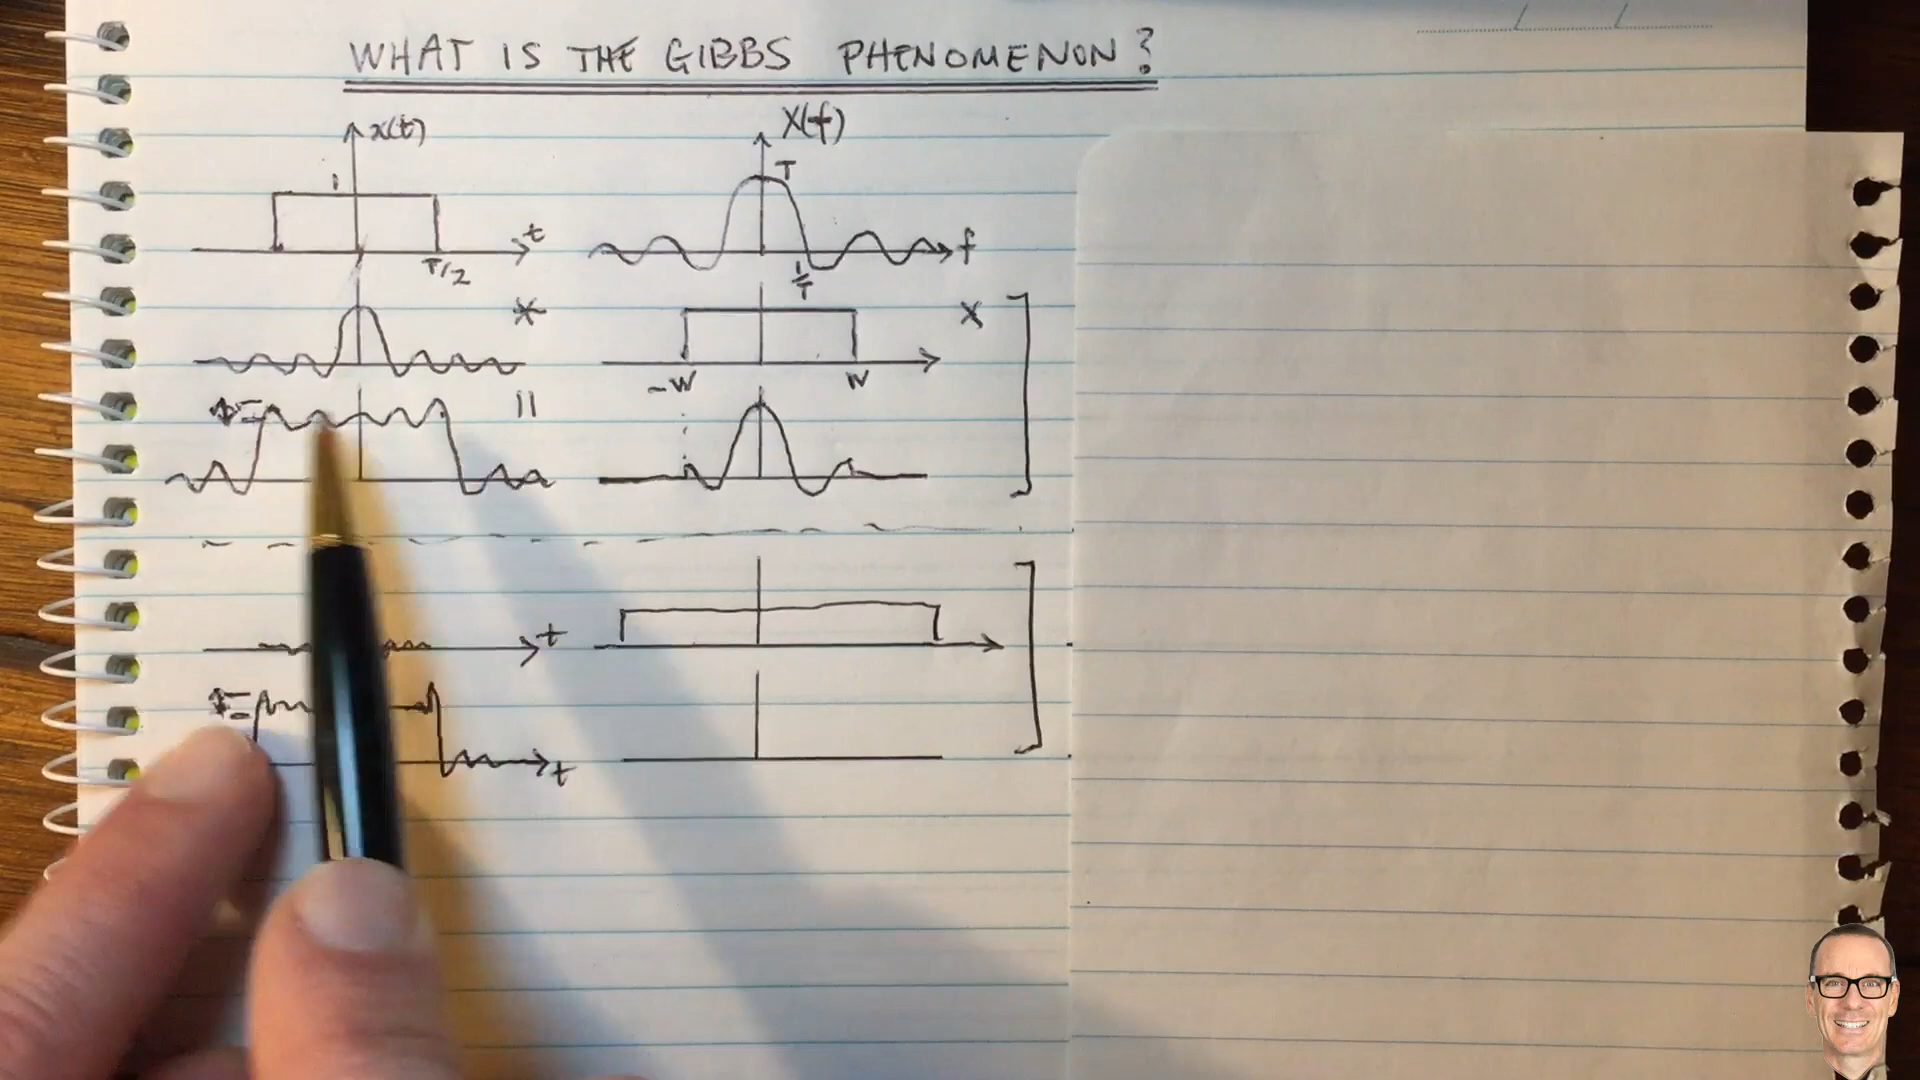 WHAT IS THE GIBBS PHENOMENON?
x(t)
X(f)
1
T
t
T/2
f
1/T
*
X
-W
W
=
t
t